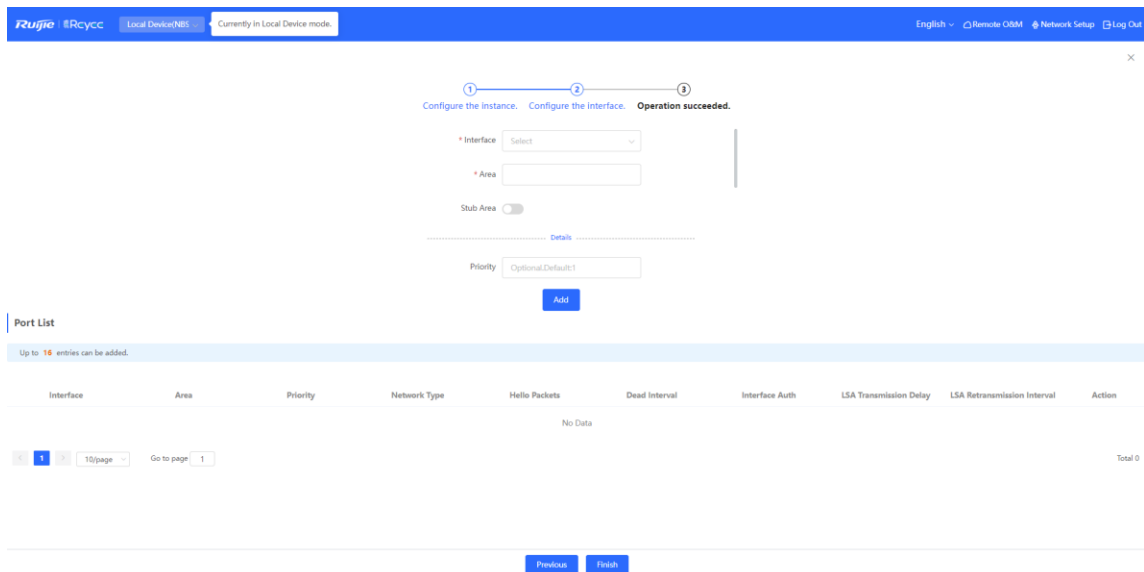 Ruijie | Rcycc Local Device(NBS Currently in Local Device mode. English Remote O&M Network Setup Log Out
1 2 3
Configure the instance. Configure the interface. Operation succeeded.
* Interface Select
* Area
Stub Area
Details
Priority Optional.Default:1
Add
Port List
Up to 16 entries can be added.
Interface Area Priority Network Type Hello Packets Dead Interval Interface Auth LSA Transmission Delay LSA Retransmission Interval Action
No Data
1 10/page Go to page 1 Total 0
Previous Finish